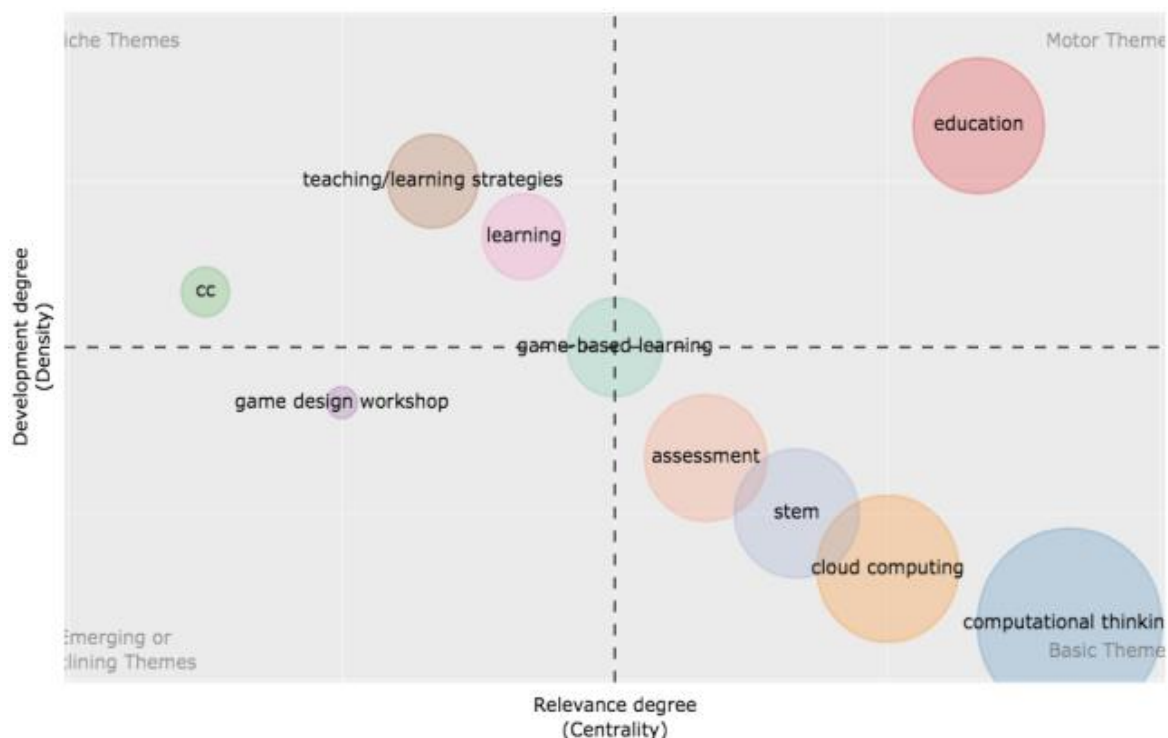 iche Themes
Motor Theme
education
teaching/learning strategies
learning
cc
game-based learning
game design workshop
assessment
stem
cloud computing
computational thinkin
Basic Theme
Emerging or
lining Themes
Development degree
(Density)
Relevance degree
(Centrality)